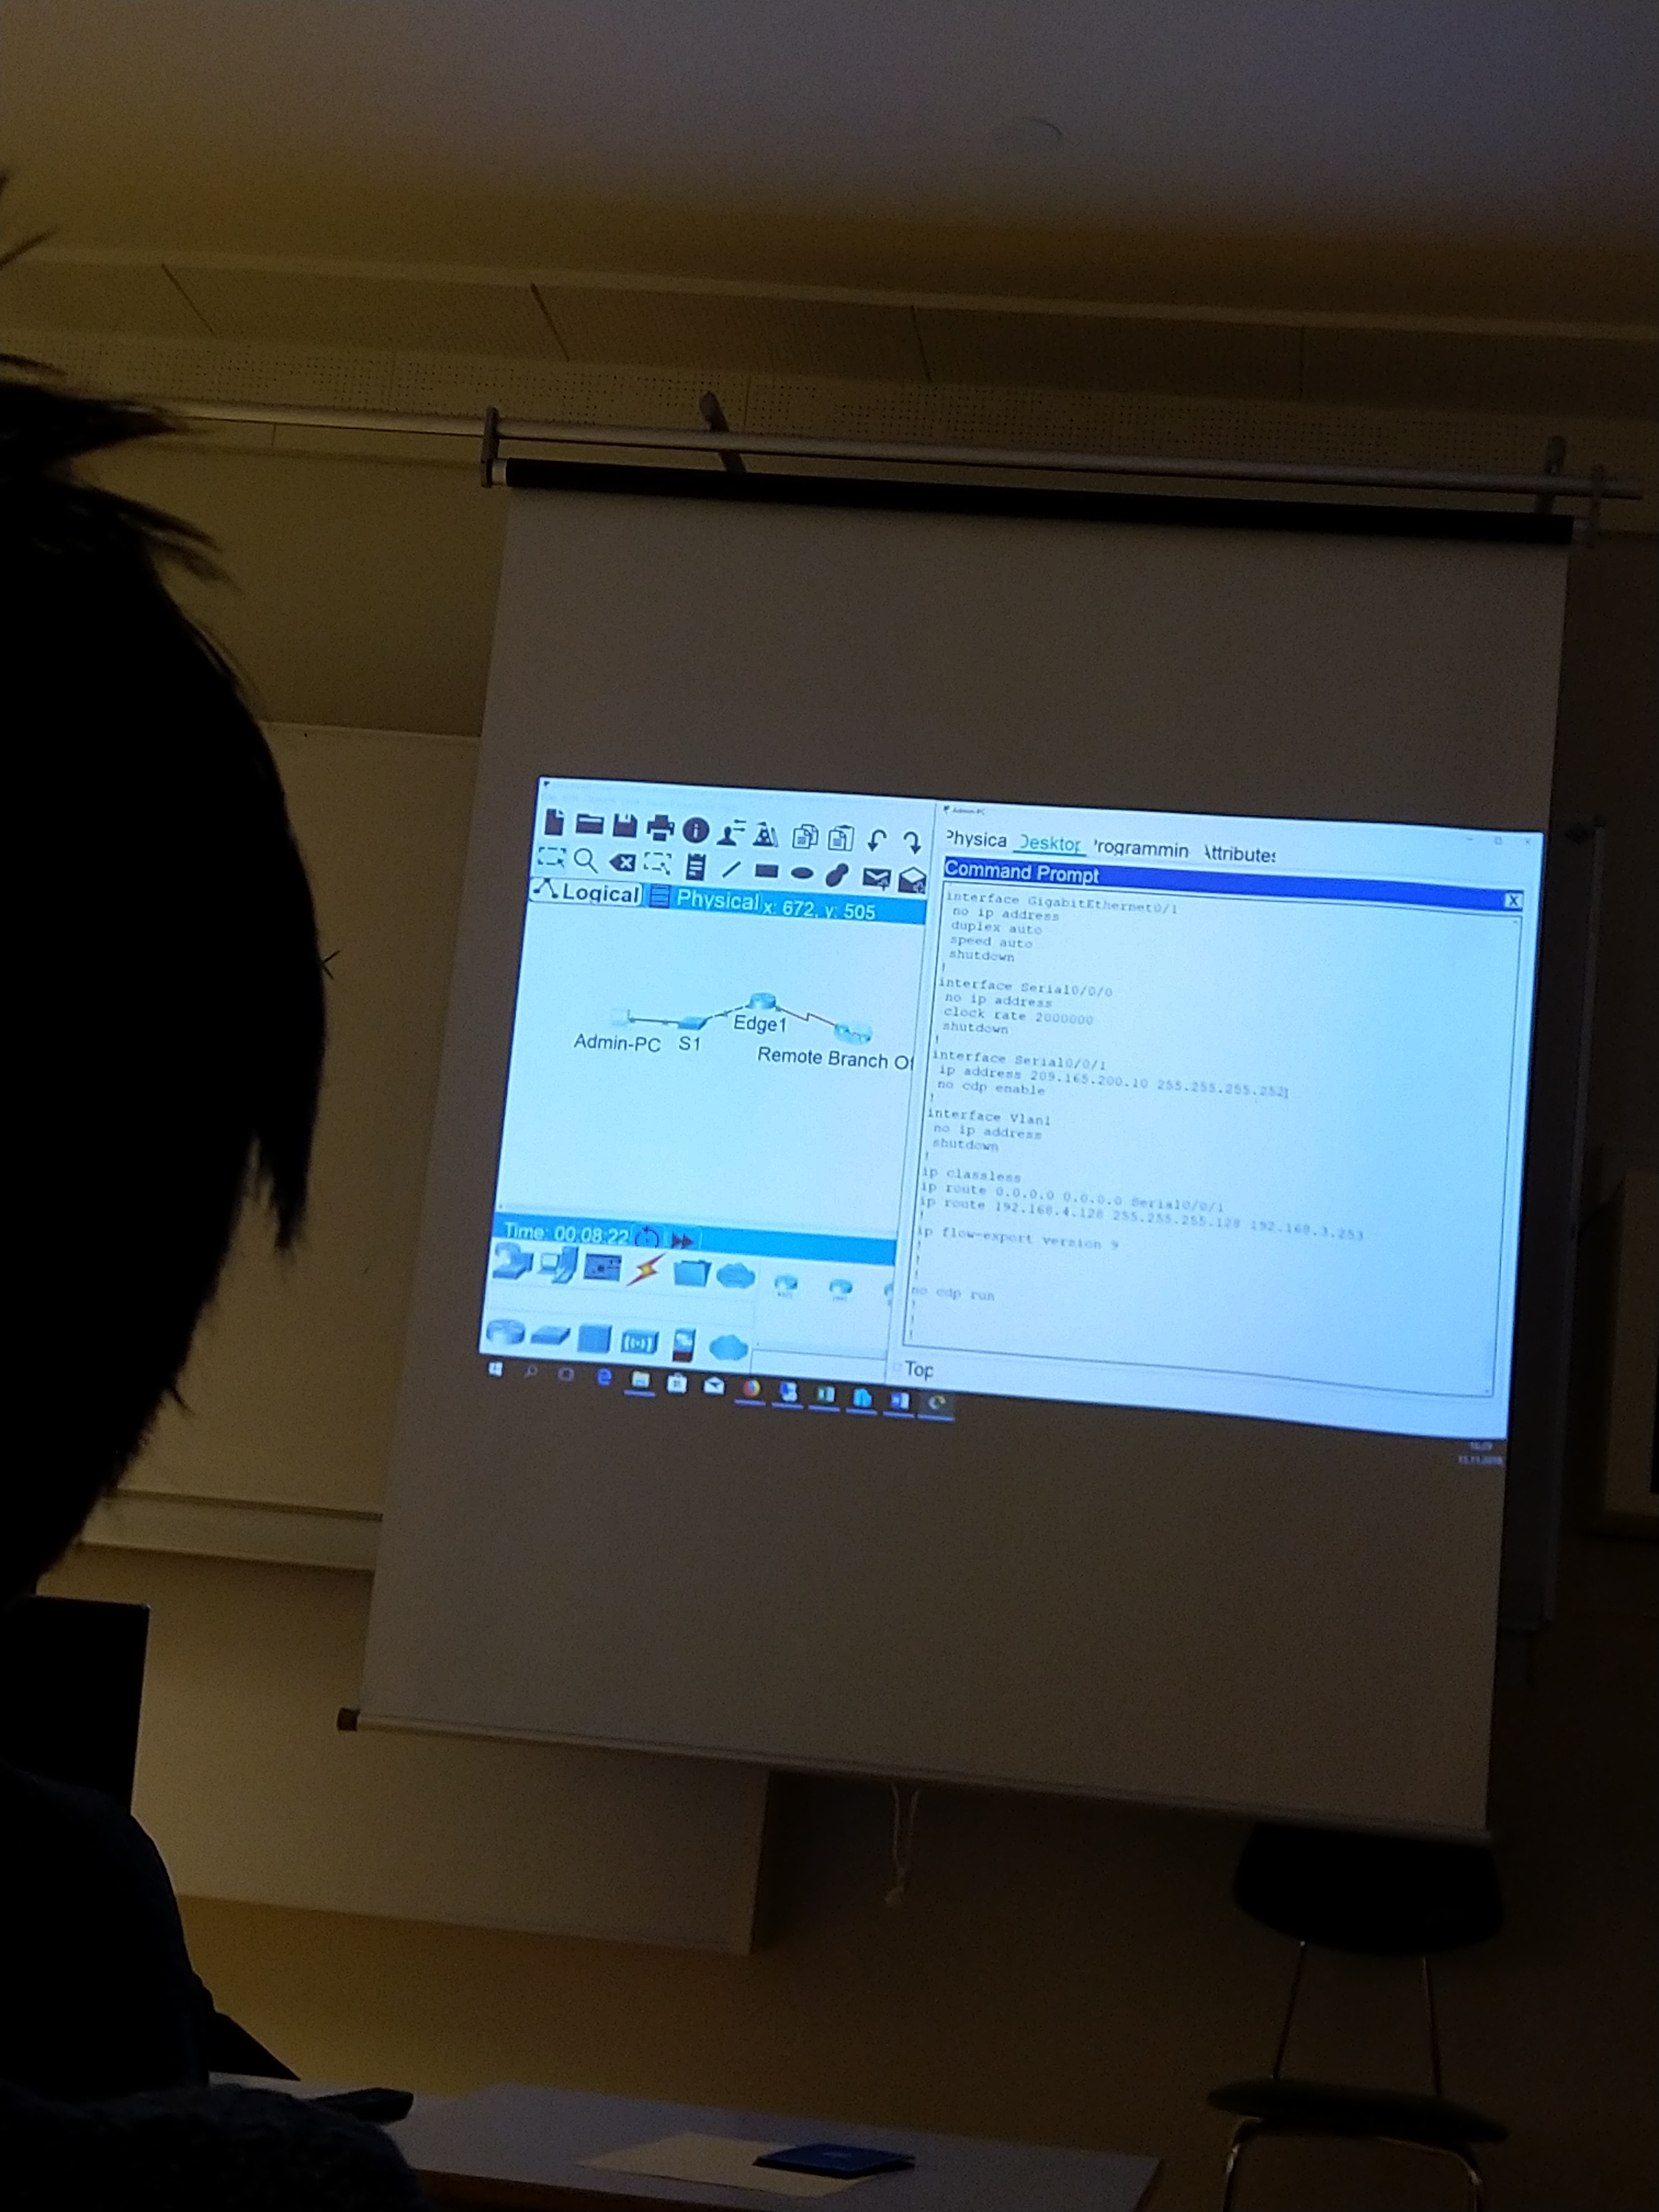 Admin-PC
Physica Desktop Programmin Attributes
Command Prompt
X
Logical Physical x: 672, y: 505
interface GigabitEthernet0/1
no ip address
duplex auto
speed auto
shutdown
!
interface Serial0/0/0
no ip address
clock rate 2000000
shutdown
!
interface Serial0/0/1
ip address 209.165.200.10 255.255.255.252
no cdp enable
!
interface Vlan1
no ip address
shutdown
!
ip classless
ip route 0.0.0.0 0.0.0.0 Serial0/0/1
ip route 192.168.4.128 255.255.255.128 192.168.3.253
!
ip flow-export version 9
!
!
!
no cdp run
!
!
!
Edge1
Admin-PC S1
Remote Branch Of
Time: 00:08:22
Top